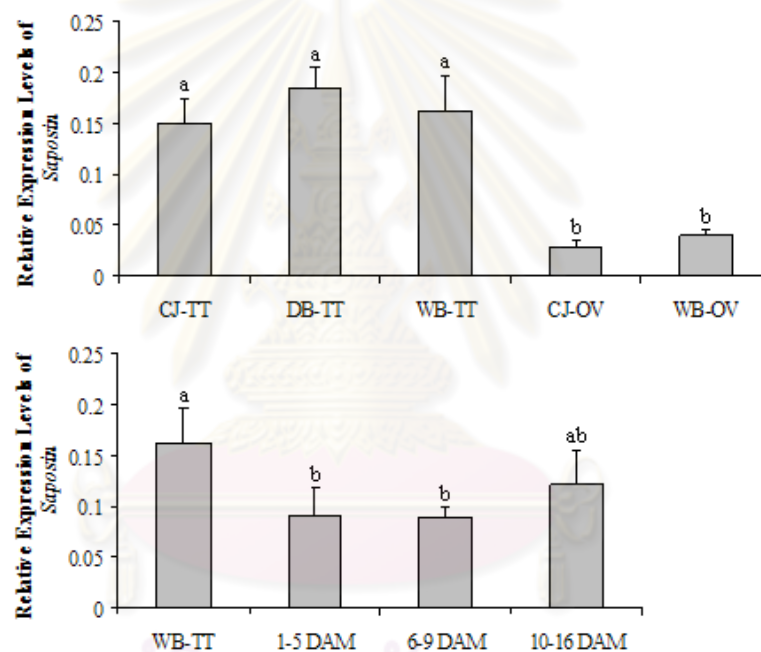 Relative Expression Levels of
Saposin
0.25
0.2
0.15
0.1
0.05
0
a
a
a
b
b
CJ-TT
DB-TT
WB-TT
CJ-OV
WB-OV
Relative Expression Levels of
Saposin
0.25
0.2
0.15
0.1
0.05
0
a
b
b
ab
WB-TT
1-5 DAM
6-9 DAM
10-16 DAM